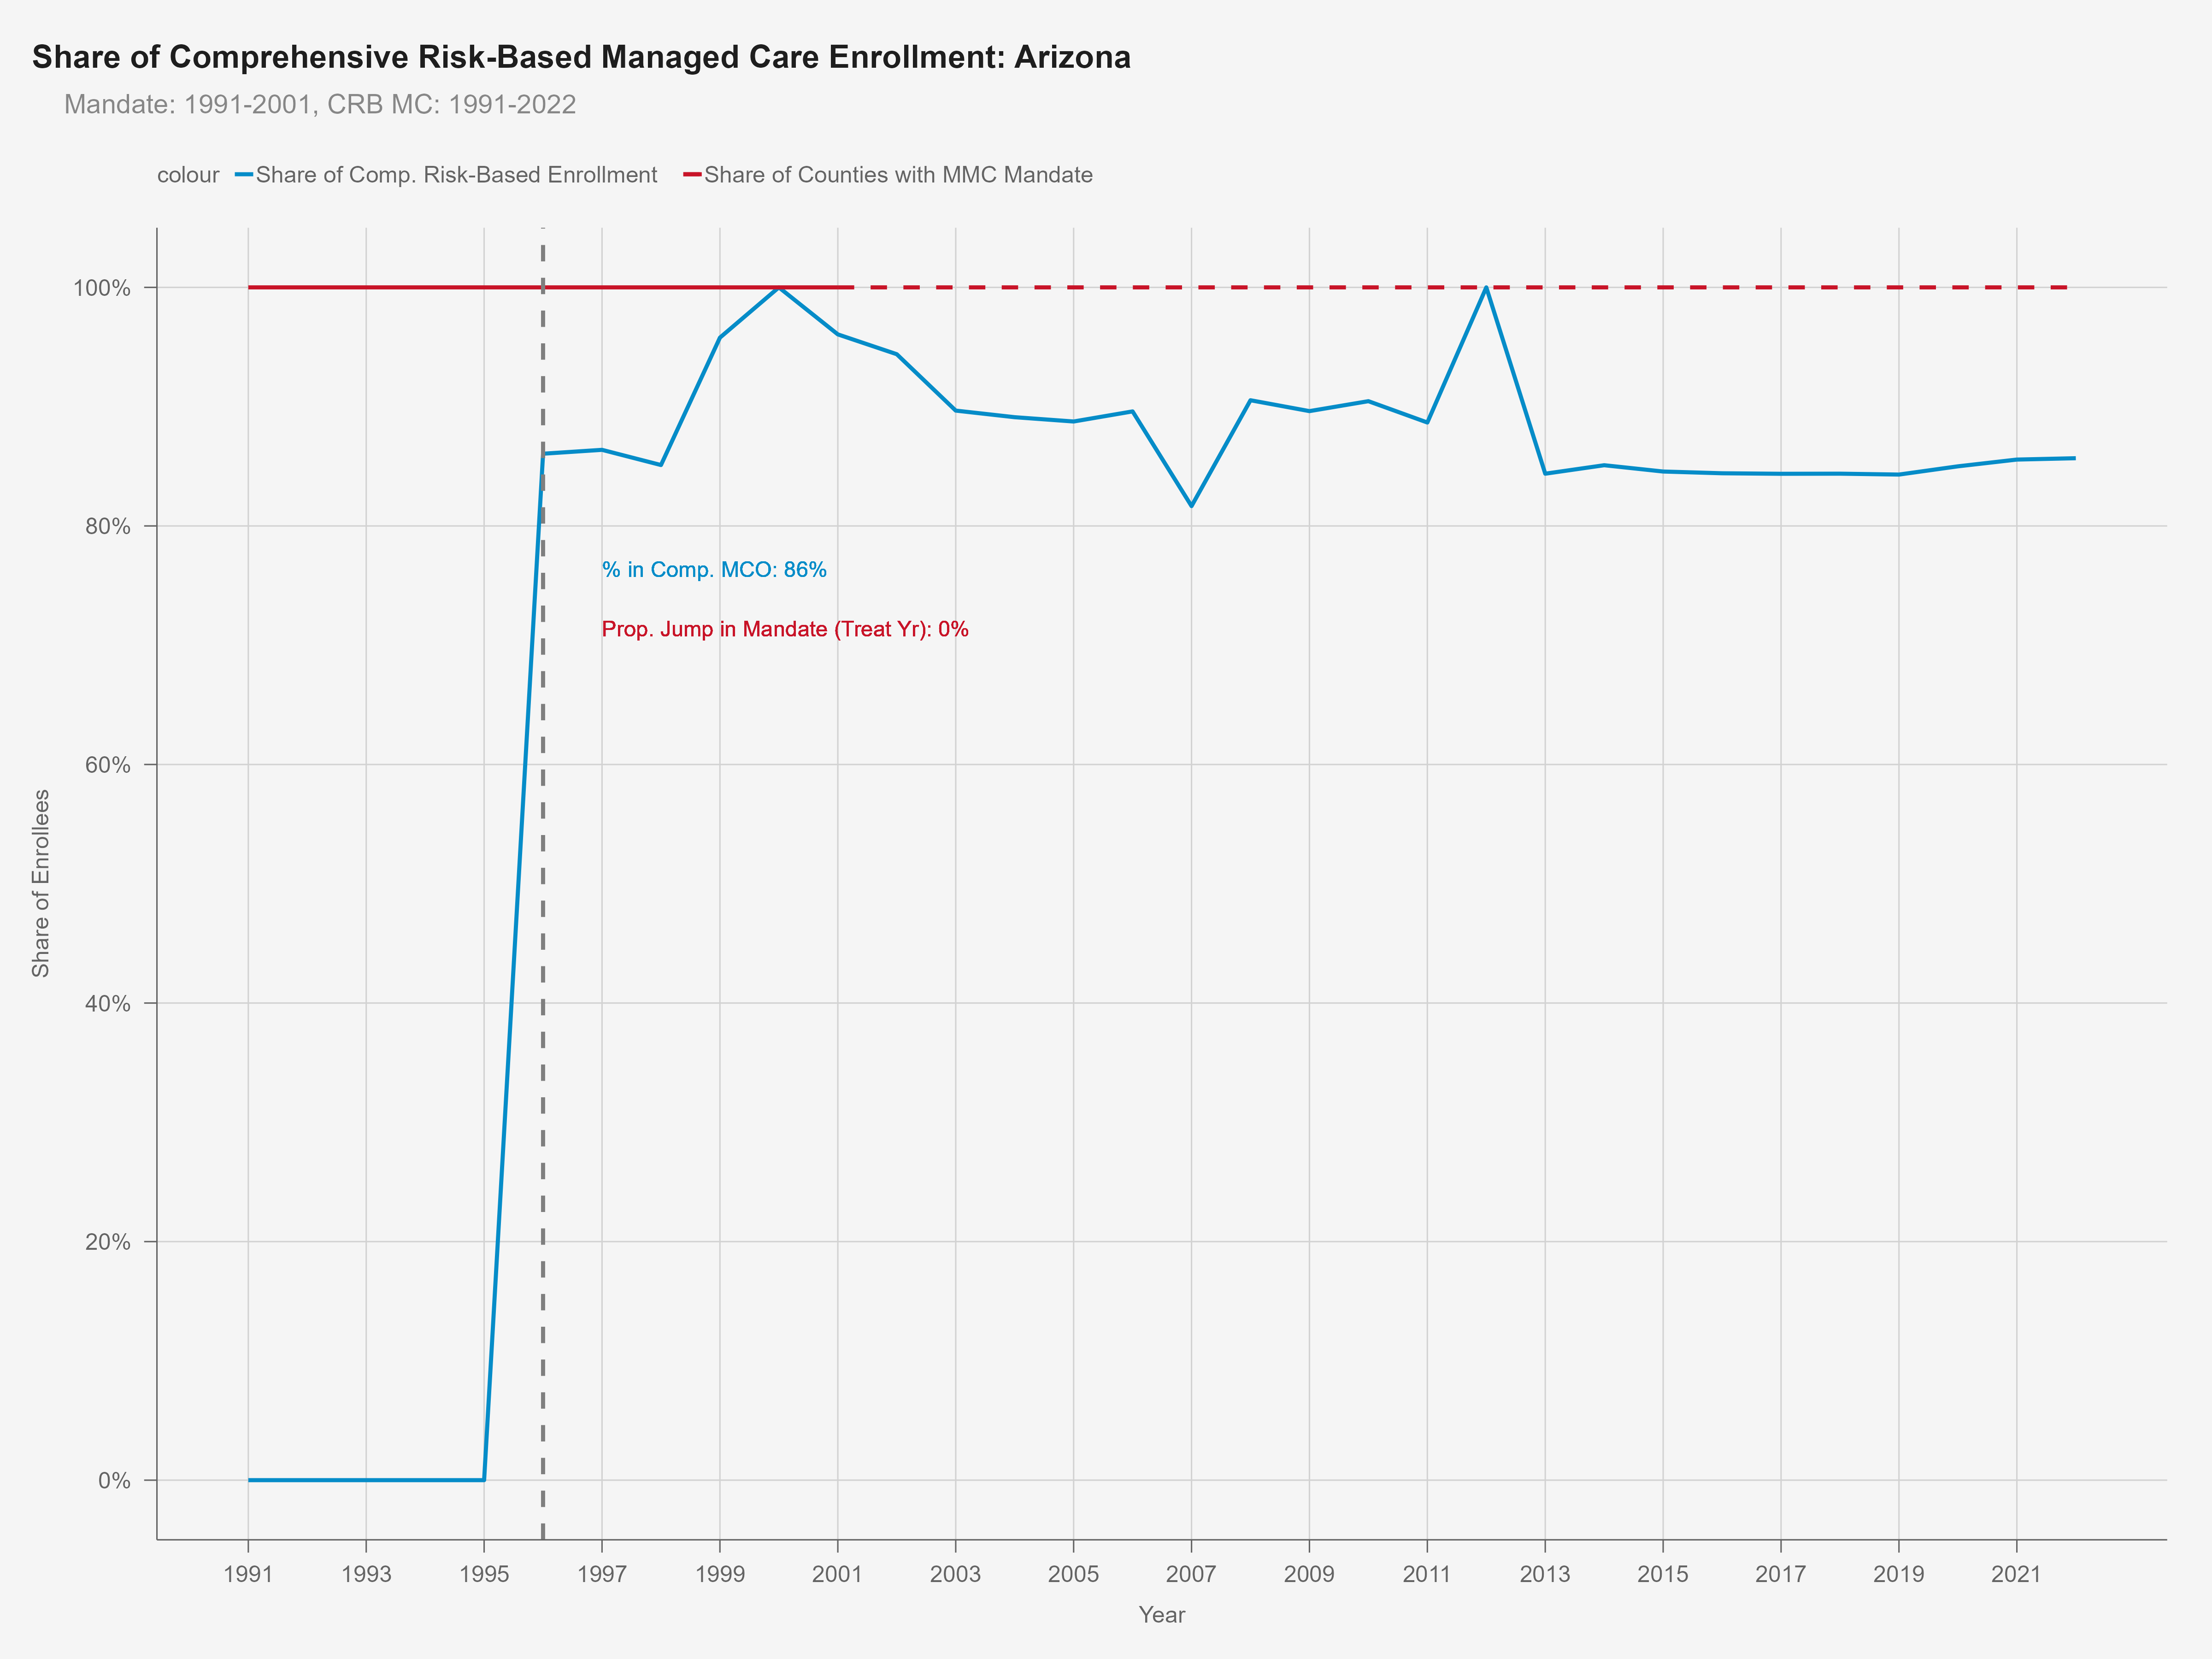 Share of Comprehensive Risk-Based Managed Care Enrollment: Arizona
Mandate: 1991-2001, CRB MC: 1991-2022
colour Share of Comp. Risk-Based Enrollment Share of Counties with MMC Mandate
100%
80%
60%
40%
20%
0%
Share of Enrollees
% in Comp. MCO: 86%
Prop. Jump in Mandate (Treat Yr): 0%
1991 1993 1995 1997 1999 2001 2003 2005 2007 2009 2011 2013 2015 2017 2019 2021
Year